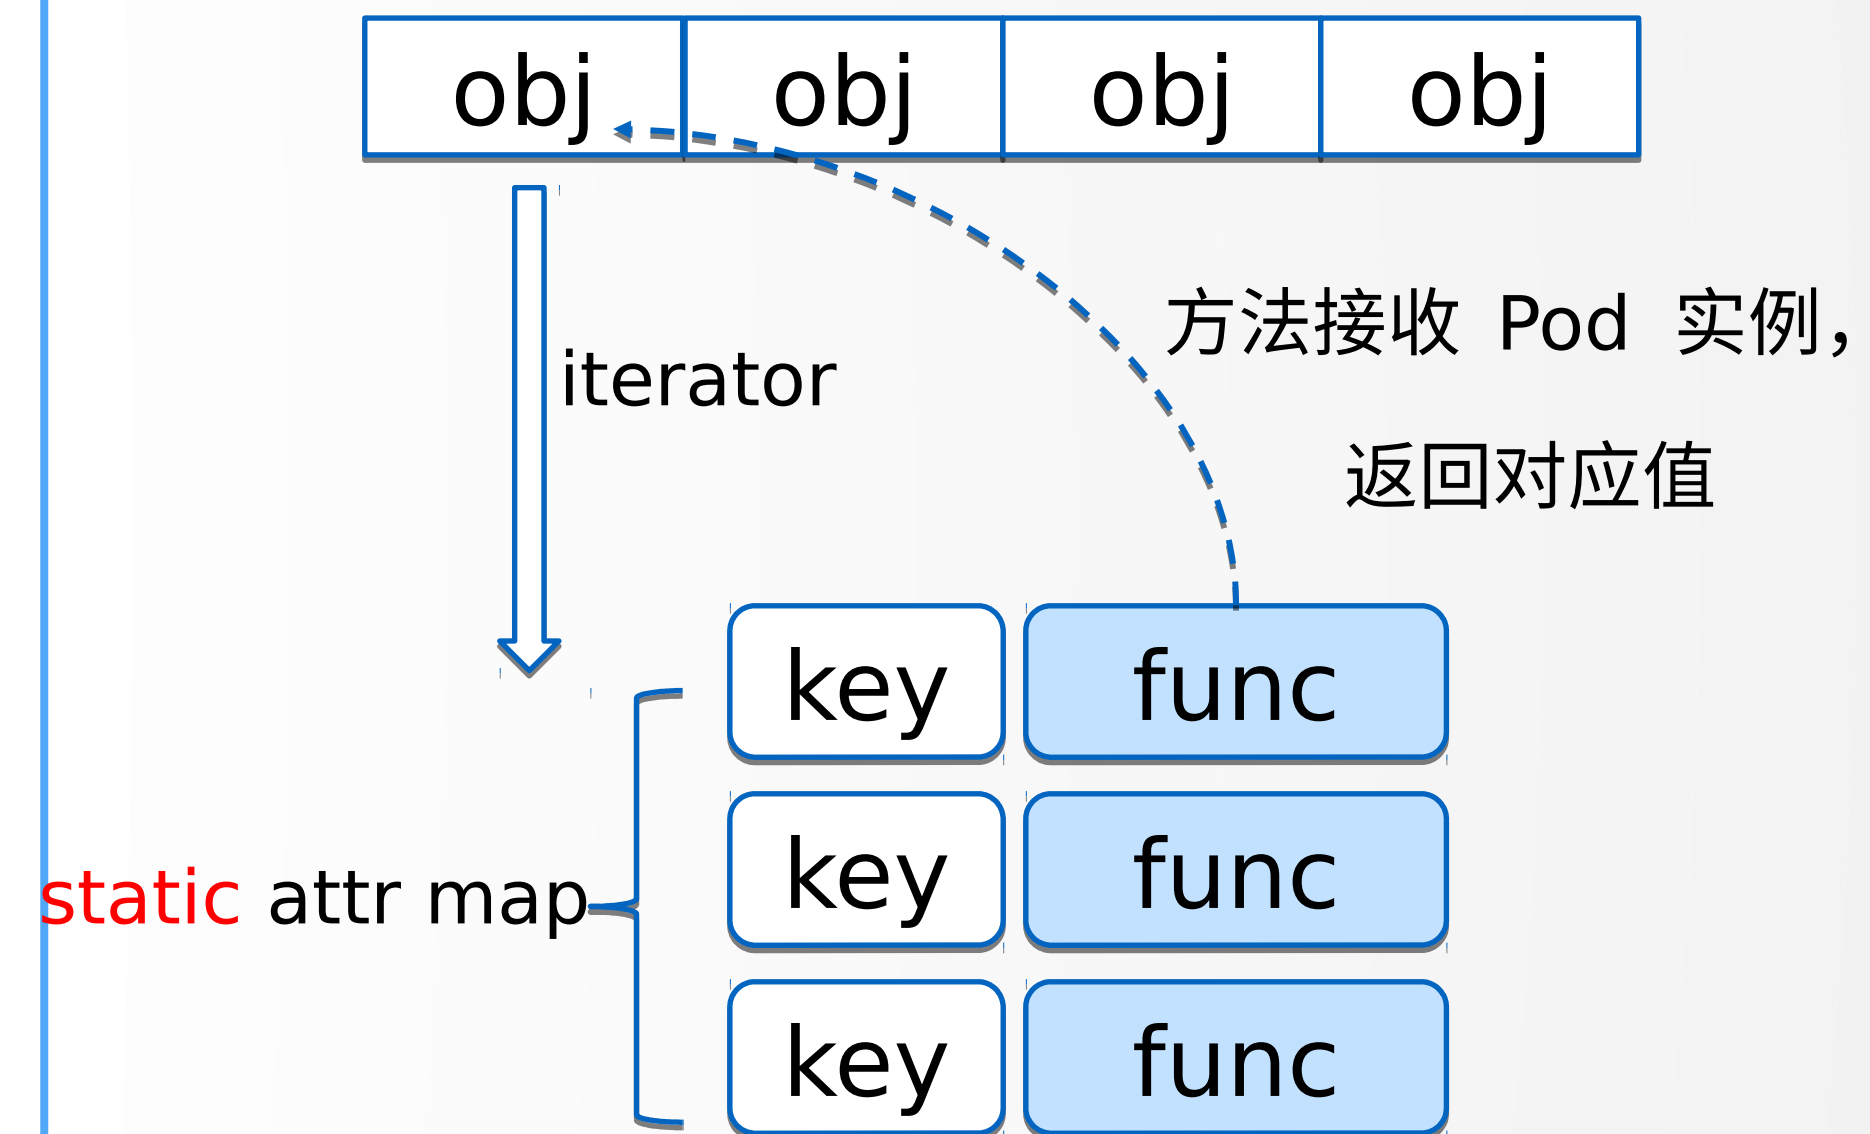 obj obj obj obj
iterator
方法接收 Pod 实例，
返回对应值
key func
key func
static attr map
key func